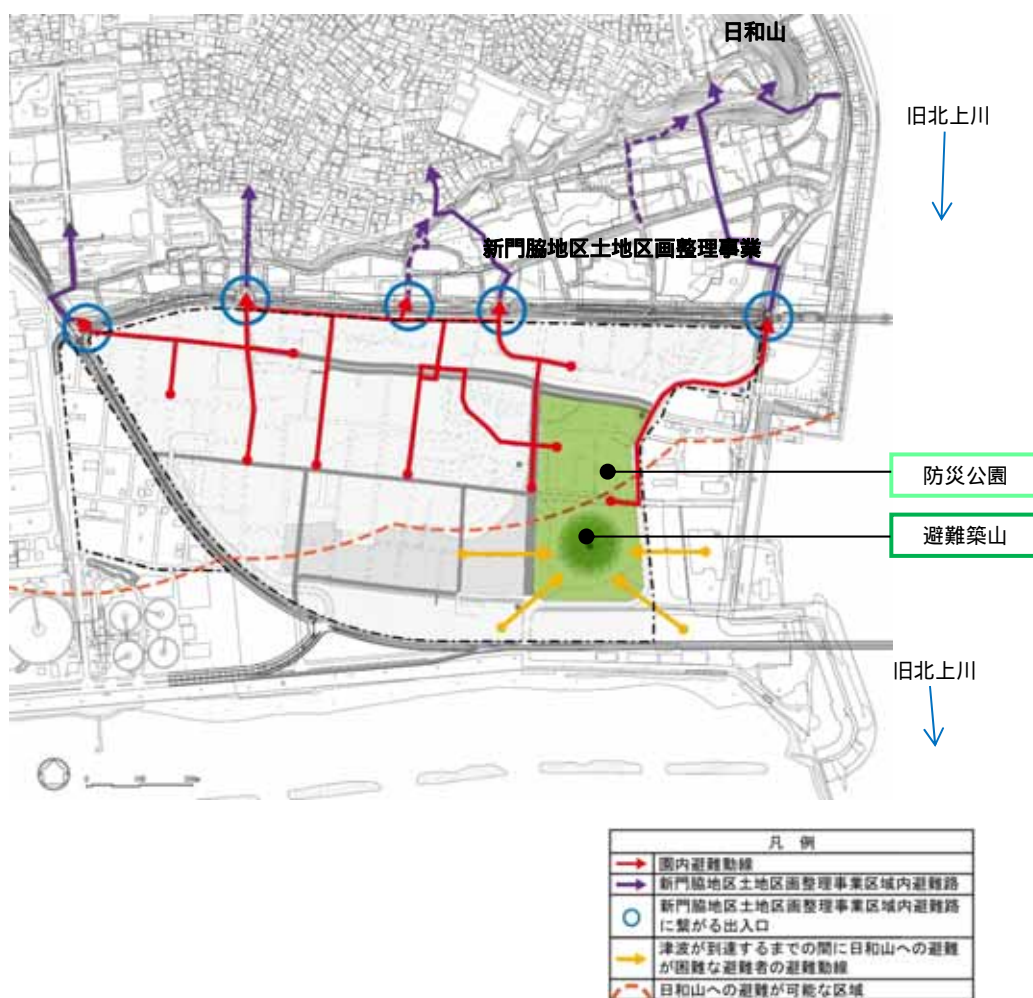 日和山
旧北上川
新門脇地区土地区画整理事業
防災公園
避難築山
旧北上川
0
凡 例
園内避難動線
新門脇地区土地区画整理事業区域内避難路
新門脇地区土地区画整理事業区域内避難路
に繋がる出入口
津波が到達するまでの間に日和山への避難
が困難な避難者の避難動線
日和山への避難が可能な区域